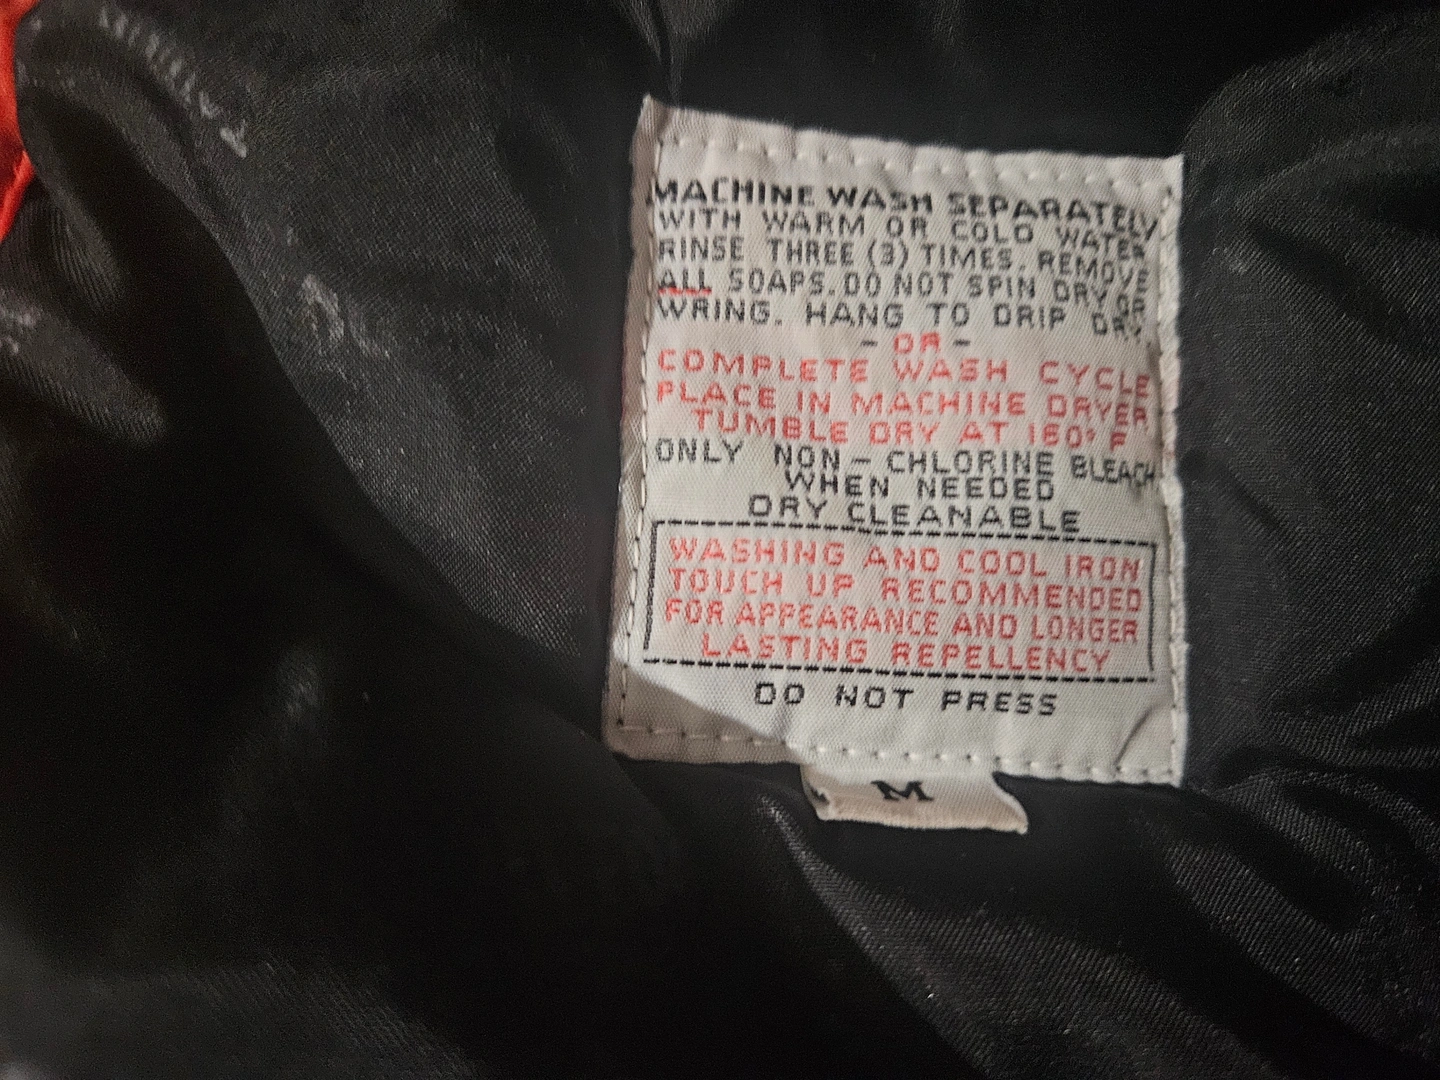 MACHINE WASH SEPARATELY
WITH WARM OR COLD WATER
RINSE THREE (3) TIMES. REMOVE
ALL SOAPS. DO NOT SPIN DRY OR
WRING. HANG TO DRIP DRY.
- OR -
COMPLETE WASH CYCLE
PLACE IN MACHINE DRYER
TUMBLE DRY AT 160° F
ONLY NON-CHLORINE BLEACH
WHEN NEEDED
DRY CLEANABLE
WASHING AND COOL IRON
TOUCH UP RECOMMENDED
FOR APPEARANCE AND LONGER
LASTING REPELLENCY
DO NOT PRESS
M